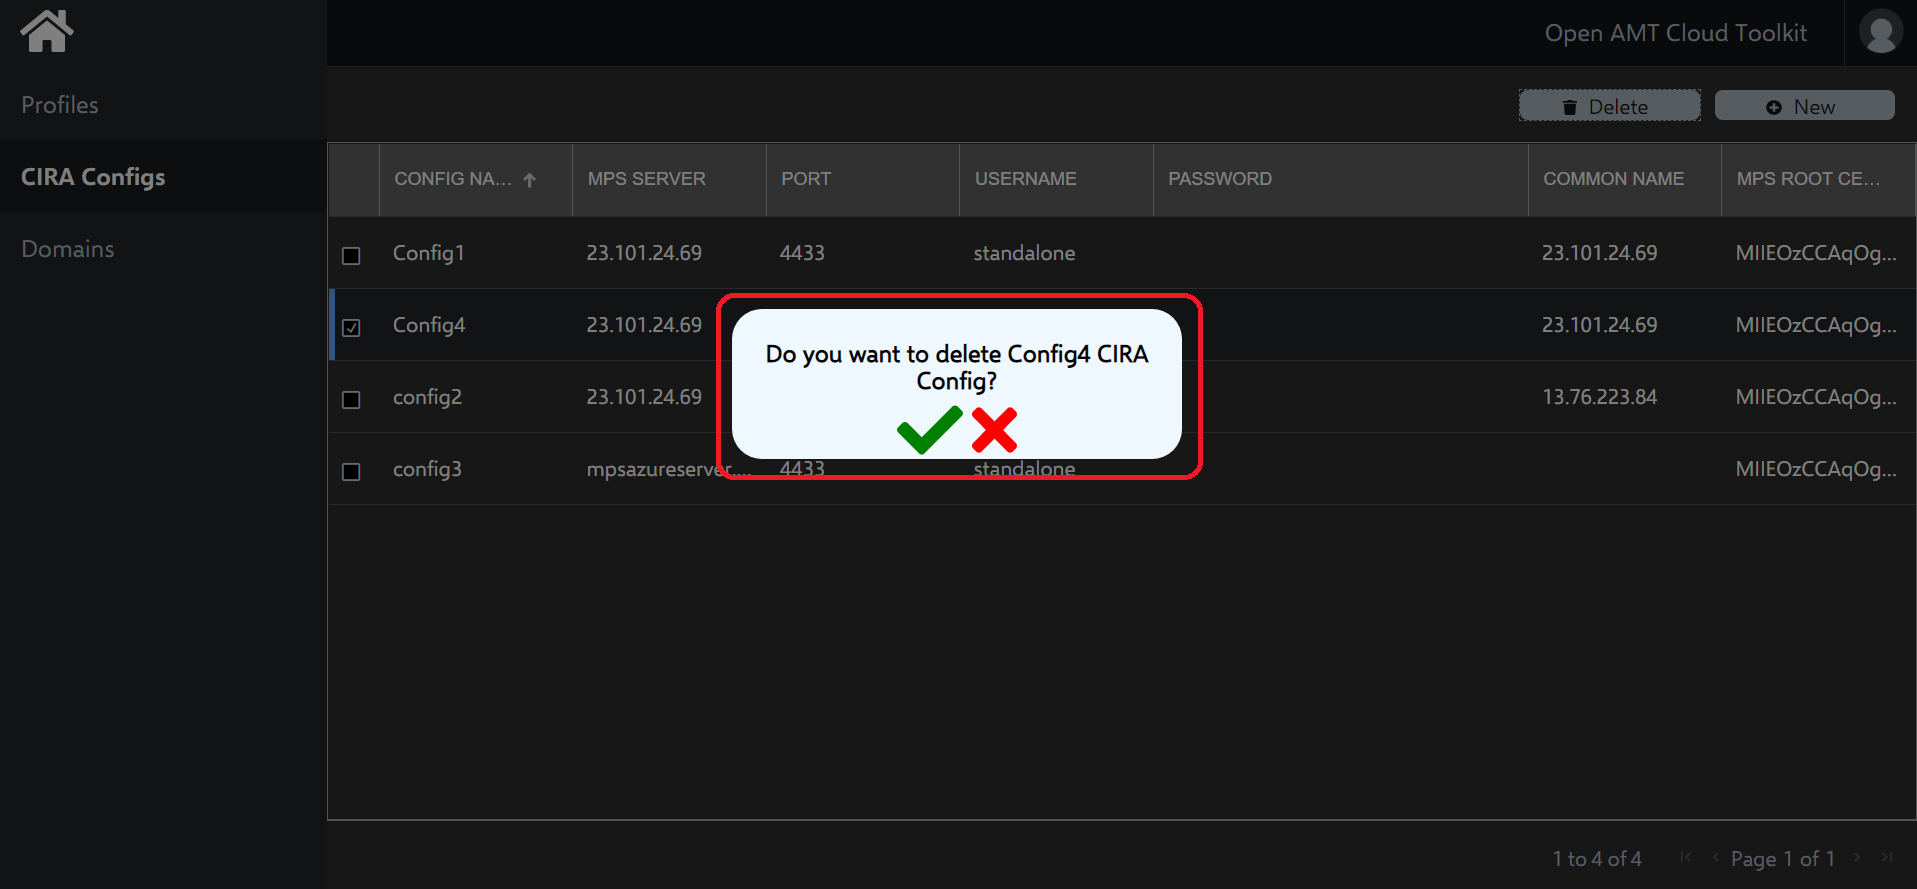 Open AMT Cloud Toolkit
Profiles
CIRA Configs
Domains
Delete
New
CONFIG NA... MPS SERVER PORT USERNAME PASSWORD COMMON NAME MPS ROOT CE...
Config1 23.101.24.69 4433 standalone 23.101.24.69 MIIEOzCCAqOg...
Config4 23.101.24.69 23.101.24.69 MIIEOzCCAqOg...
config2 23.101.24.69 13.76.223.84 MIIEOzCCAqOg...
config3 mpsazureserver.... 4433 standalone MIIEOzCCAqOg...
Do you want to delete Config4 CIRA
Config?
1 to 4 of 4 Page 1 of 1